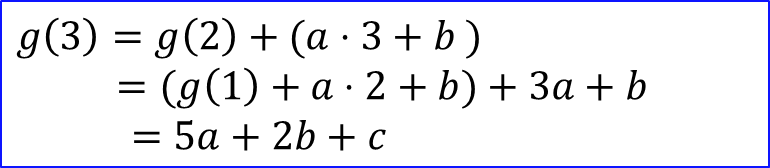 g(3) = g(2) + (a · 3 + b )
= (g(1) + a · 2 + b) + 3a + b
= 5a + 2b + c